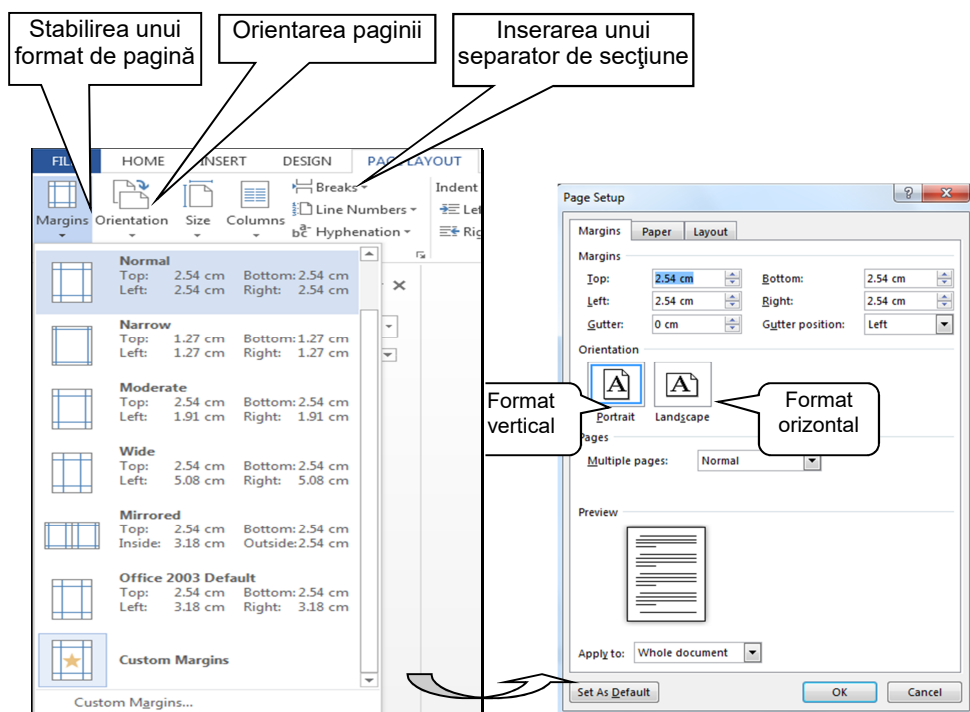 Stabilirea unui
format de pagină
Orientarea paginii
Inserarea unui
separator de secţiune
HOME
DESIGN
Margins
Orientation
Size
Columns
Breaks
Line Numbers
Hyphenation
Indent
Normal
Top: 2.54 cm Bottom: 2.54 cm
Left: 2.54 cm Right: 2.54 cm
Narrow
Top: 1.27 cm Bottom: 1.27 cm
Left: 1.27 cm Right: 1.27 cm
Moderate
Top: 2.54 cm Bottom: 2.54 cm
Left: 1.91 cm Right: 1.91 cm
Wide
Top: 2.54 cm Bottom: 2.54 cm
Left: 5.08 cm Right: 5.08 cm
Mirrored
Top: 2.54 cm Bottom: 2.54 cm
Inside: 3.18 cm Outside: 2.54 cm
Office 2003 Default
Top: 2.54 cm Bottom: 2.54 cm
Left: 3.18 cm Right: 3.18 cm
Custom Margins
Custom Margins...
Page Setup
Margins Paper Layout
Margins
Top: 2.54 cm Bottom: 2.54 cm
Left: 2.54 cm Right: 2.54 cm
Gutter: 0 cm Gutter position: Left
Orientation
A A
Portrait Landscape
Format
vertical
Format
orizontal
Pages
Multiple pages: Normal
Preview
Apply to: Whole document
Set As Default OK Cancel